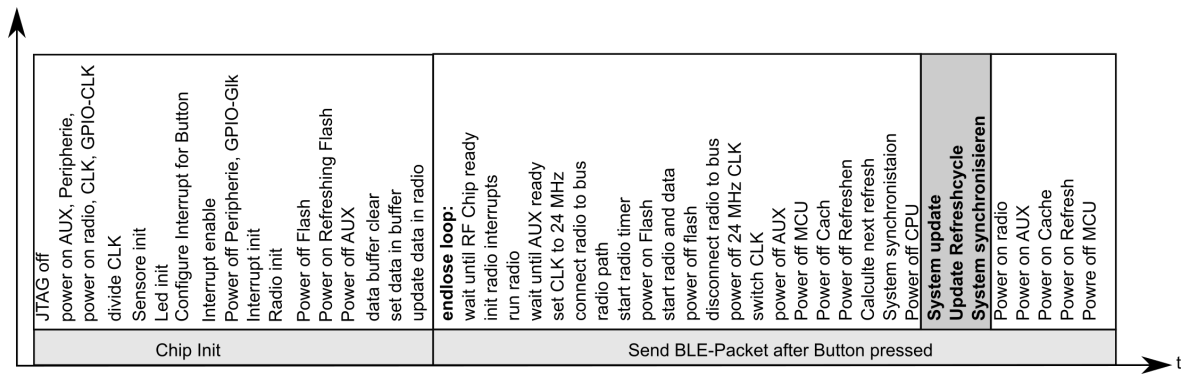 JTAG off
power on AUX, Peripherie,
power on radio, CLK, GPIO-CLK
divide CLK
Sensore init
Led init
Configure Interrupt for Button
Interrupt enable
Power off Peripherie, GPIO-Glk
Interrupt init
Radio init
Power off Flash
Power on Refreshing Flash
Power off AUX
data buffer clear
set data in buffer
update data in radio
endlose loop:
wait until RF Chip ready
init radio interrupts
run radio
wait until AUX ready
set CLK to 24 MHz
connect radio to bus
radio path
start radio timer
power on Flash
start radio and data
power off flash
disconnect radio to bus
power off 24 MHz CLK
switch CLK
power off AUX
Power off MCU
Power off Cach
Power off Refreshen
Calculte next refresh
System synchronistaion
Power off CPU
System update
Update Refreshcycle
System synchronisieren
Power on radio
Power on AUX
Power on Cache
Power on Refresh
Powre off MCU
Chip Init
Send BLE-Packet after Button pressed
t